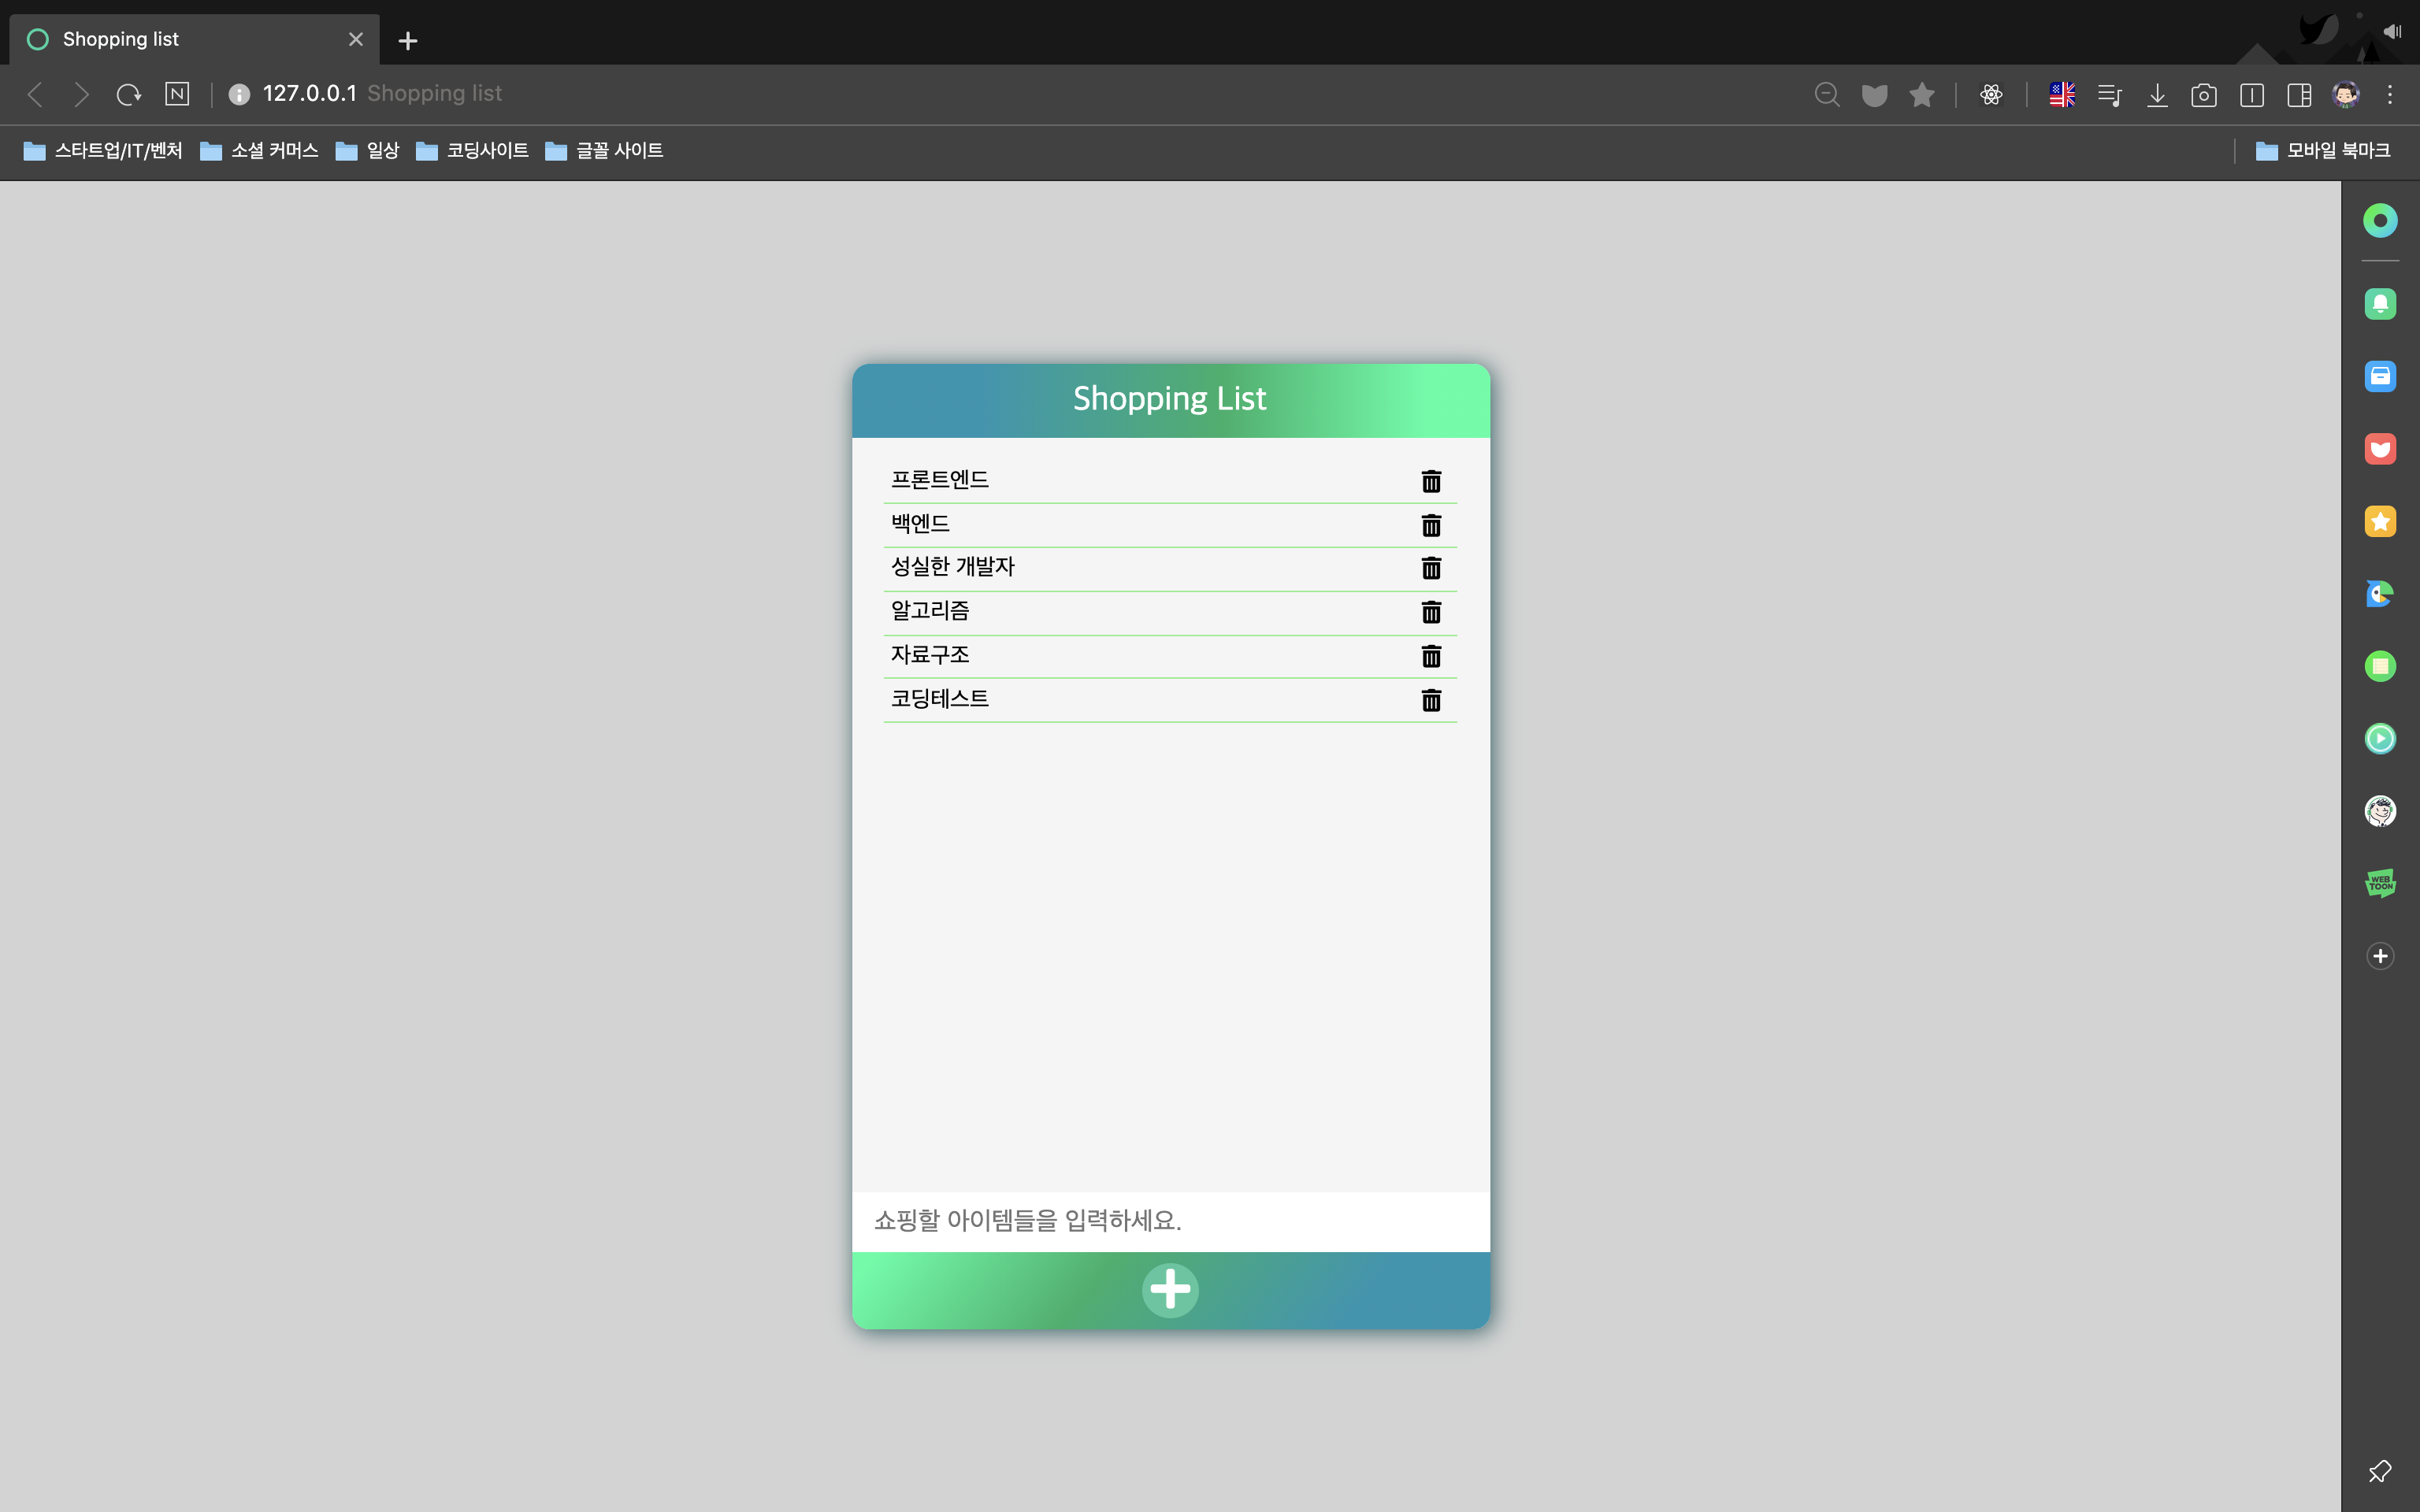 Shopping list
127.0.0.1 Shopping list
스타트업/IT/벤처 소셜 커머스 일상 코딩사이트 글꼴 사이트 모바일 북마크
Shopping List
프론트엔드
백엔드
성실한 개발자
알고리즘
자료구조
코딩테스트
쇼핑할 아이템들을 입력하세요.
N
WEB
TOON